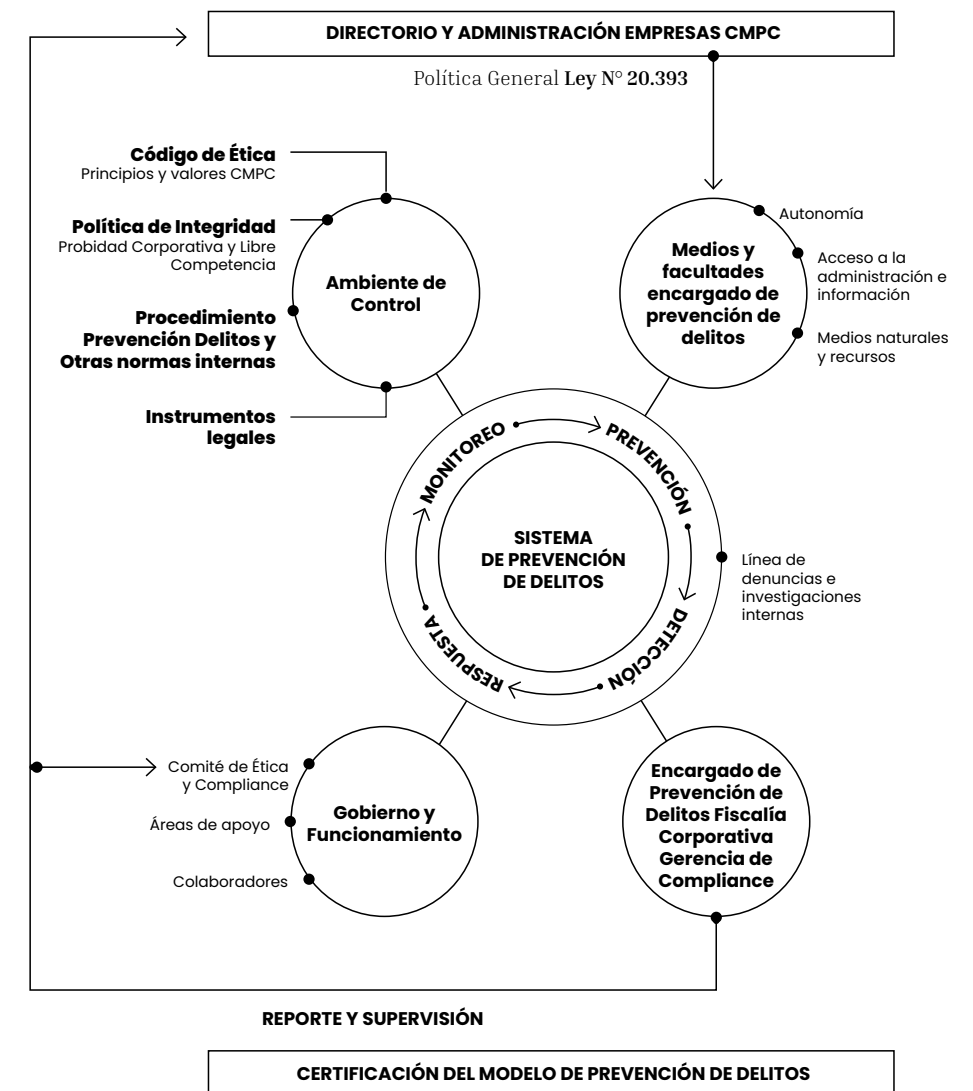 DIRECTORIO Y ADMINISTRACIÓN EMPRESAS CMPC
Política General Ley N° 20.393
Código de Ética
Principios y valores CMPC
Política de Integridad
Probidad Corporativa y Libre
Competencia
Procedimiento
Prevención Delitos y
Otras normas internas
Instrumentos
legales
Ambiente de
Control
Medios y
facultades
encargado de
prevención de
delitos
Autonomía
Acceso a la
administración e
información
Medios naturales
y recursos
MONITOREO
PREVENCIÓN
DETECCIÓN
RESPUESTA
SISTEMA
DE PREVENCIÓN
DE DELITOS
Línea de
denuncias e
investigaciones
internas
Comité de Ética
y Compliance
Áreas de apoyo
Colaboradores
Gobierno y
Funcionamiento
Encargado de
Prevención de
Delitos Fiscalía
Corporativa
Gerencia de
Compliance
REPORTE Y SUPERVISIÓN
CERTIFICACIÓN DEL MODELO DE PREVENCIÓN DE DELITOS